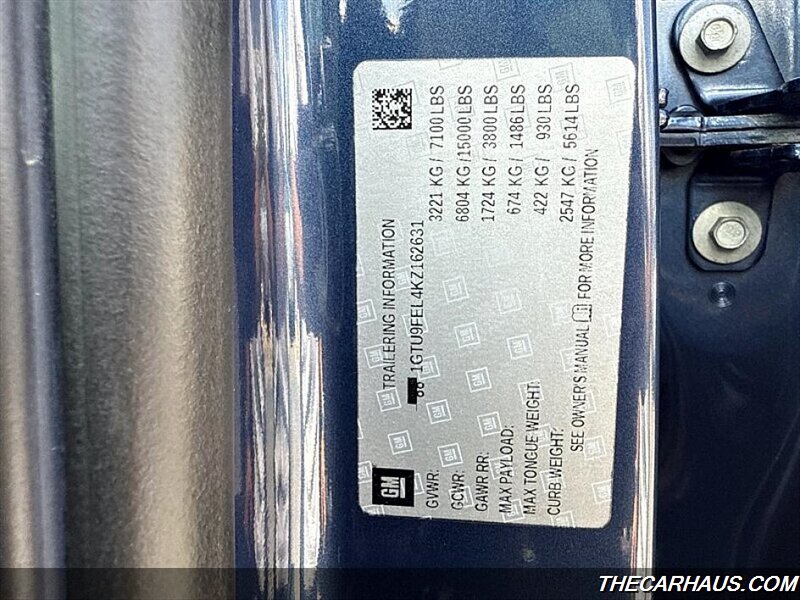 TRAILERING INFORMATION
1GTU9FEL4KZ162631
GM
GVWR: 3221 KG / 7100 LBS
GCWR: 6804 KG /15000 LBS
GAWR RR: 1724 KG / 3800 LBS
MAX PAYLOAD: 674 KG / 1486 LBS
MAX TONGUE WEIGHT: 422 KG / 930 LBS
CURB WEIGHT: 2547 KG / 5614 LBS
SEE OWNER'S MANUAL FOR MORE INFORMATION
THECARHAUS.COM